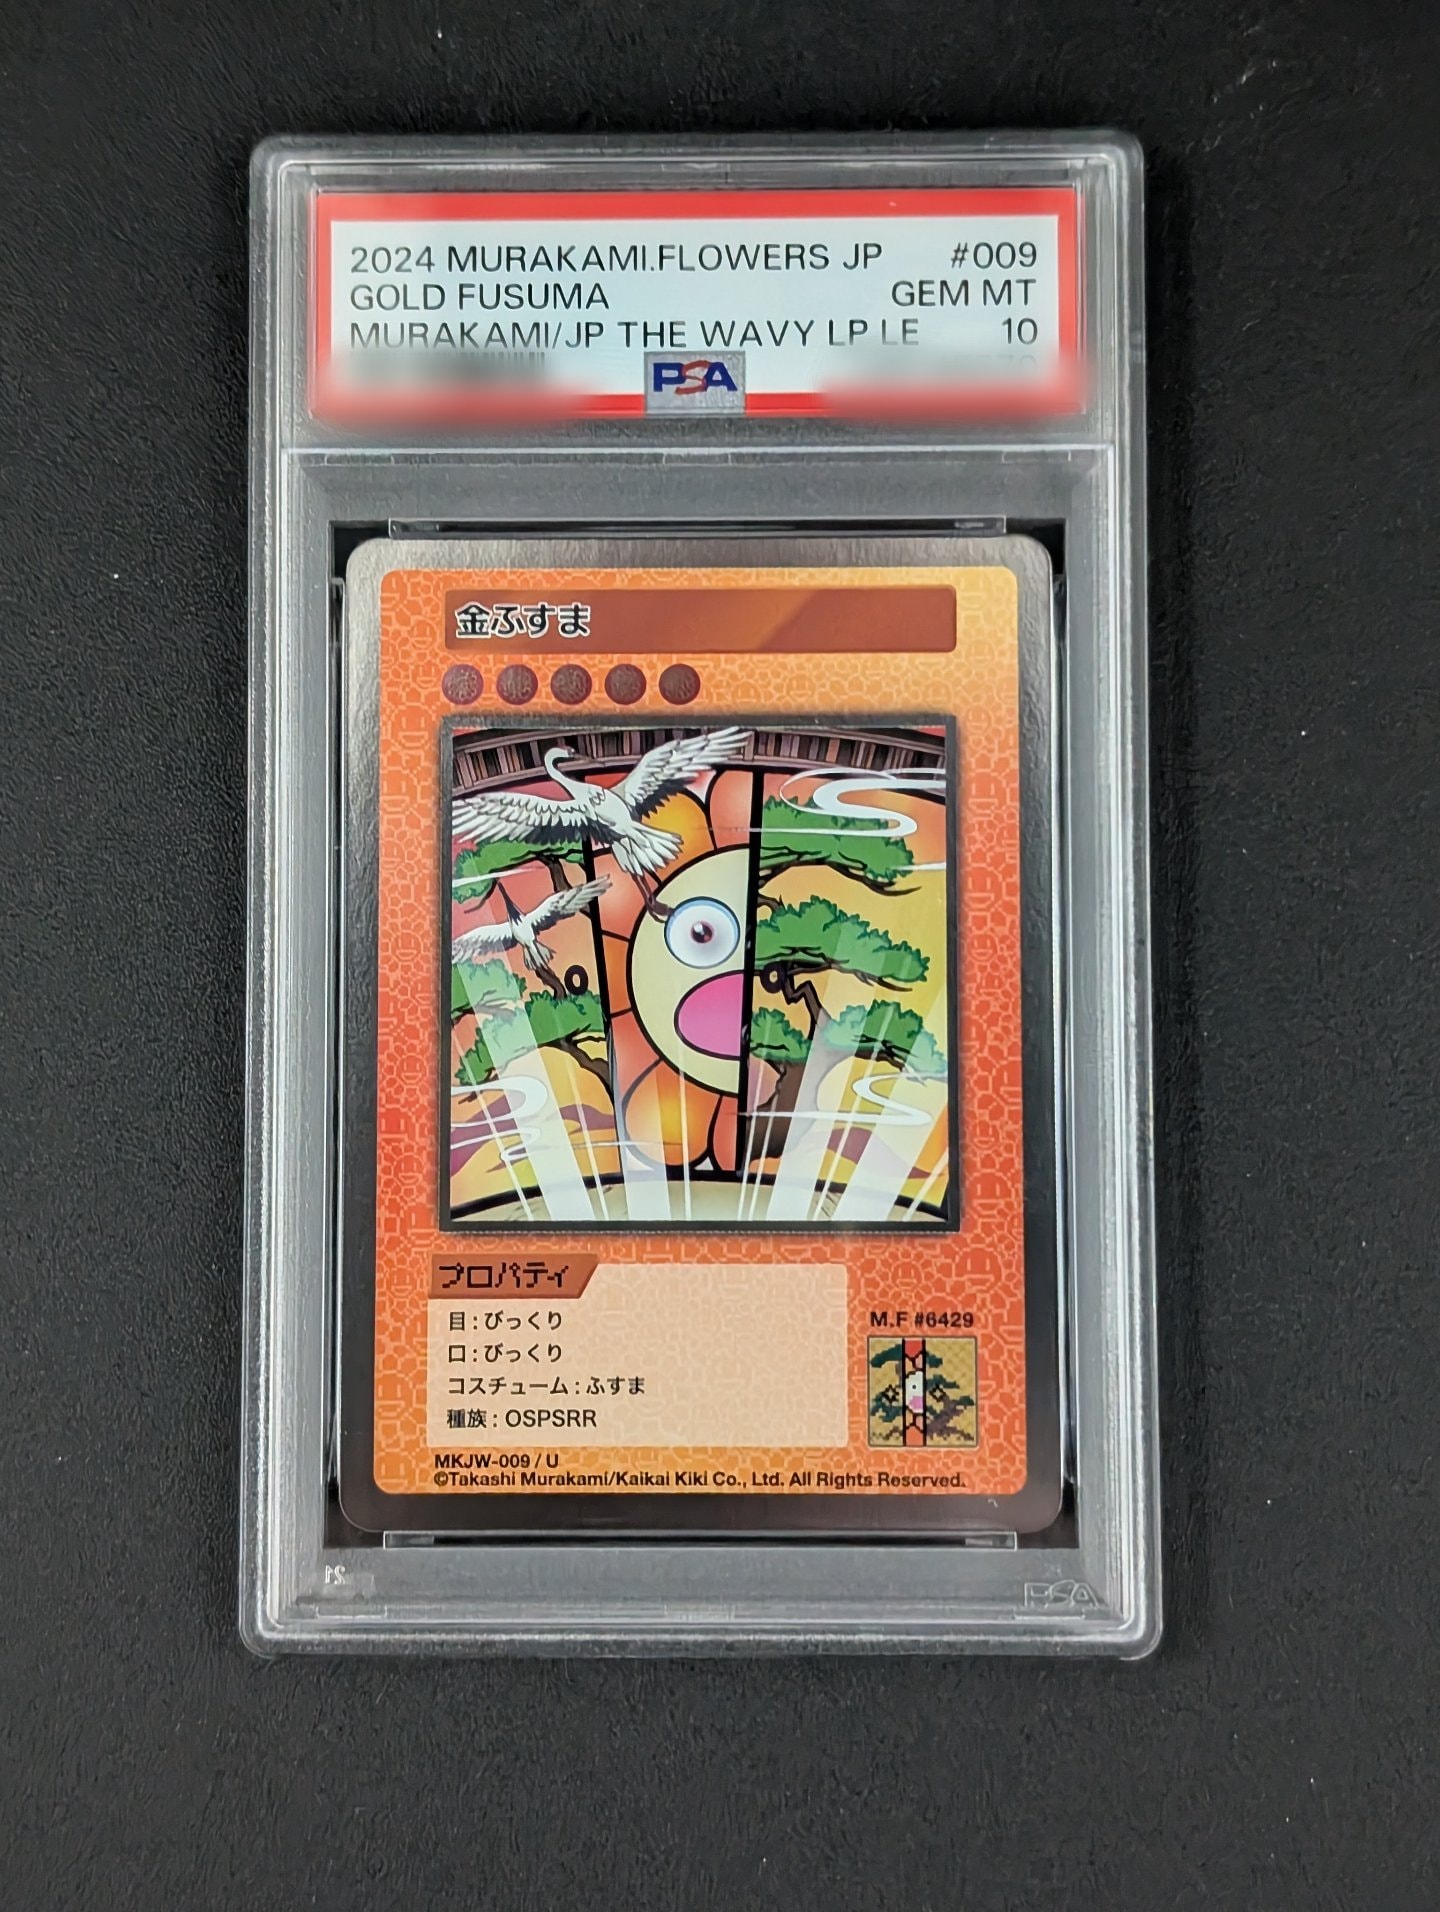 2024 MURAKAMI.FLOWERS JP #009
GOLD FUSUMA GEM MT
MURAKAMI/JP THE WAVY LP LE 10
PSA
金ふすま
プロパティ
目:びっくり
口:びっくり
コスチューム:ふすま
種族:OSPSRR
M.F #6429
MKJW-009 / U
©Takashi Murakami/Kaikai Kiki Co., Ltd. All Rights Reserved.
PSA